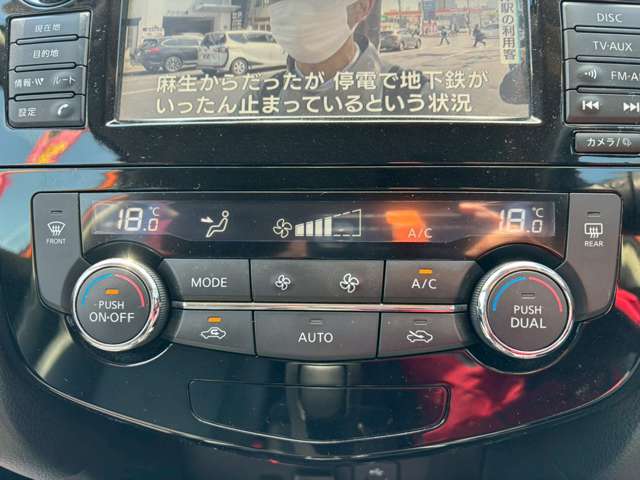 現在地
目的地
情報・VICS ルート
設定
駅の利用客
麻生からだったが 停電で地下鉄が
いったん止まっているという状況
DISC
TV-AUX
FM-A
カメラ/
18.0°C
A/C
18.0°C
FRONT
REAR
PUSH
ON·OFF
MODE
A/C
PUSH
DUAL
AUTO